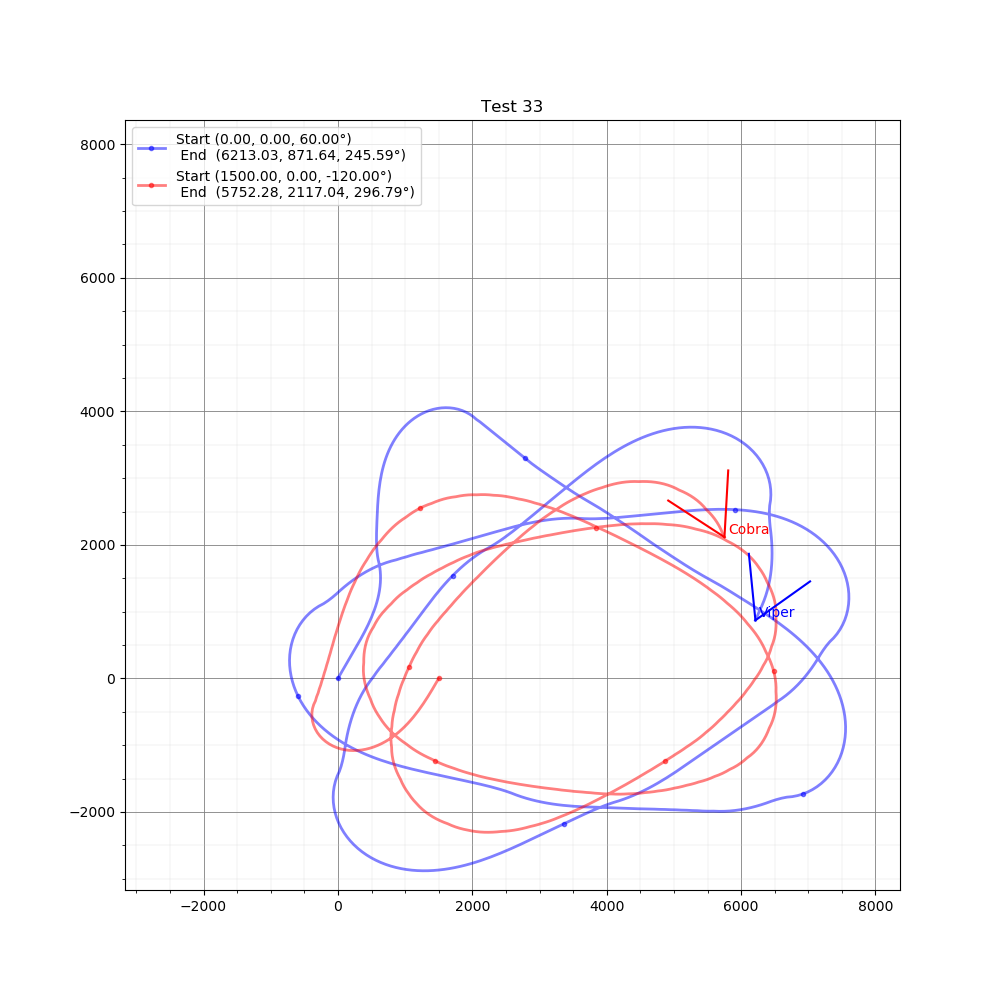 Test 33
Start (0.00, 0.00, 60.00°)
End (6213.03, 871.64, 245.59°)
Start (1500.00, 0.00, -120.00°)
End (5752.28, 2117.04, 296.79°)
8000
6000
4000
2000
0
−2000
Cobra
Viper
−2000
0
2000
4000
6000
8000